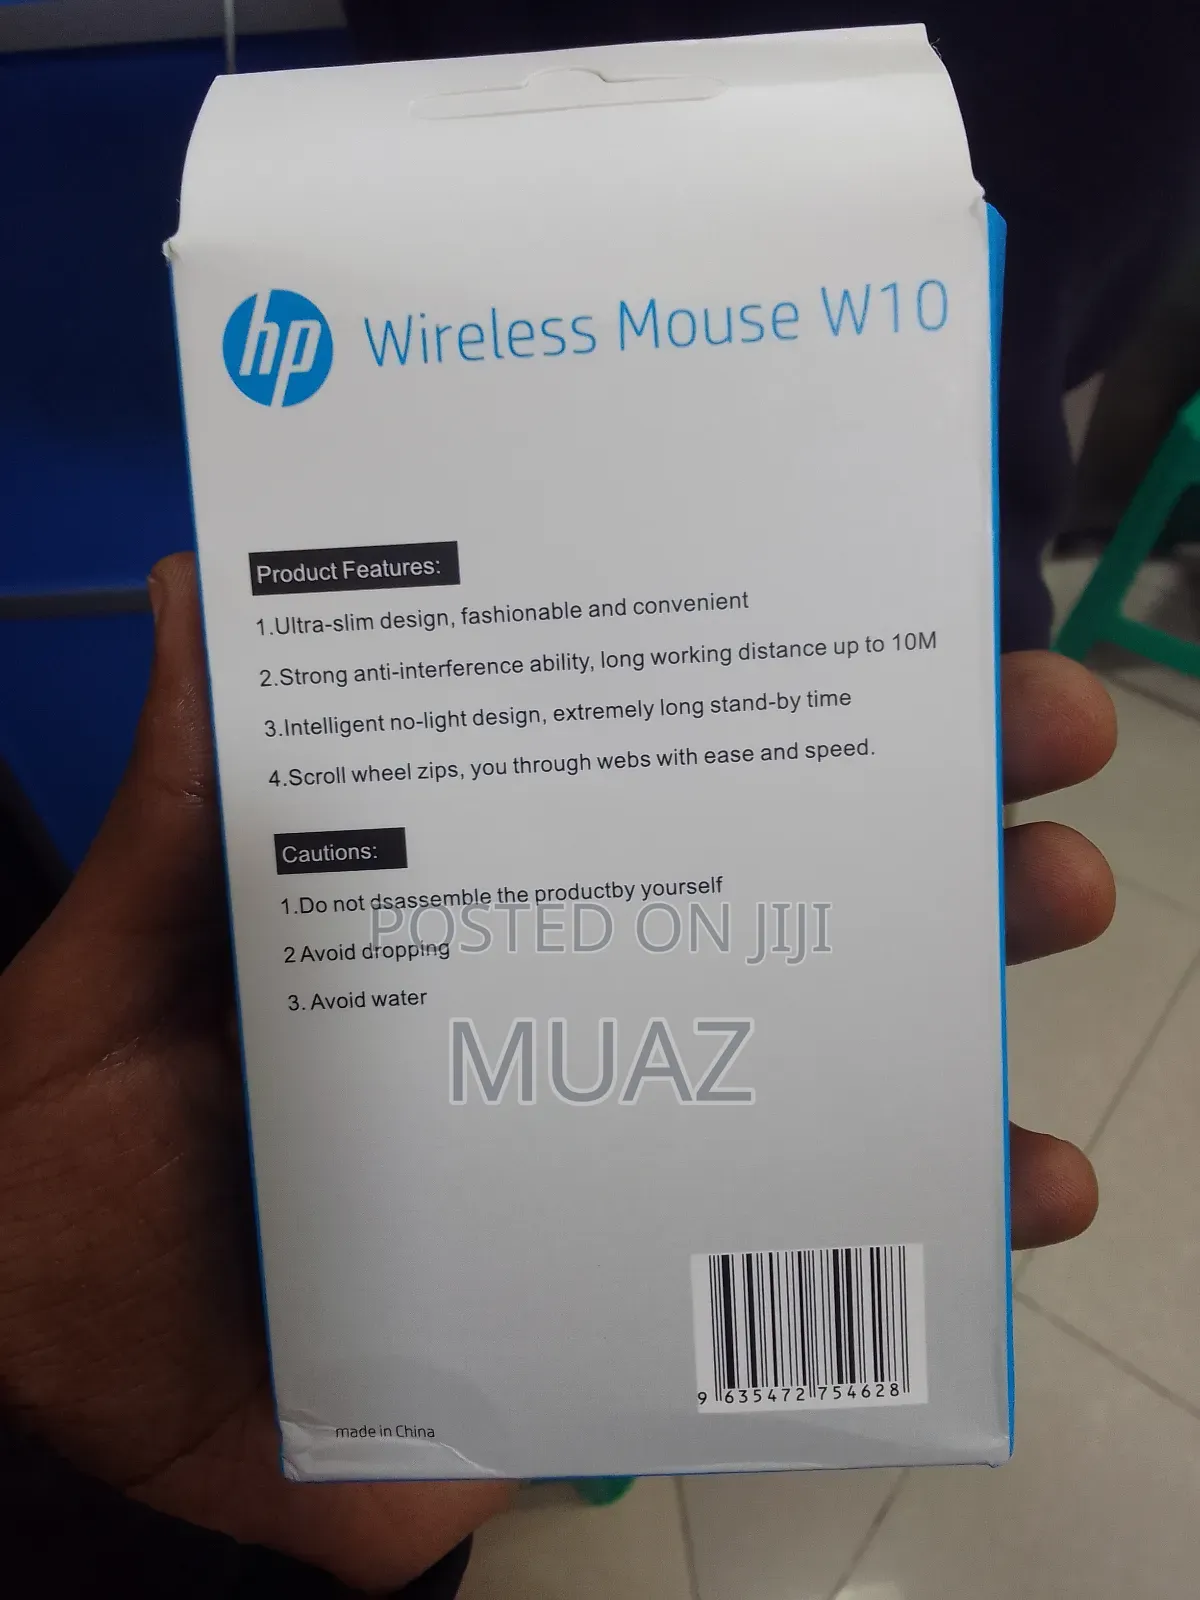 hp Wireless Mouse W10
Product Features:
1.Ultra-slim design, fashionable and convenient
2.Strong anti-interference ability, long working distance up to 10M
3.Intelligent no-light design, extremely long stand-by time
4.Scroll wheel zips, you through webs with ease and speed.
Cautions:
1.Do not dsassemble the productby yourself
POSTED ON JIJI
2 Avoid dropping
3. Avoid water
MUAZ
9 635472 754628
made in China